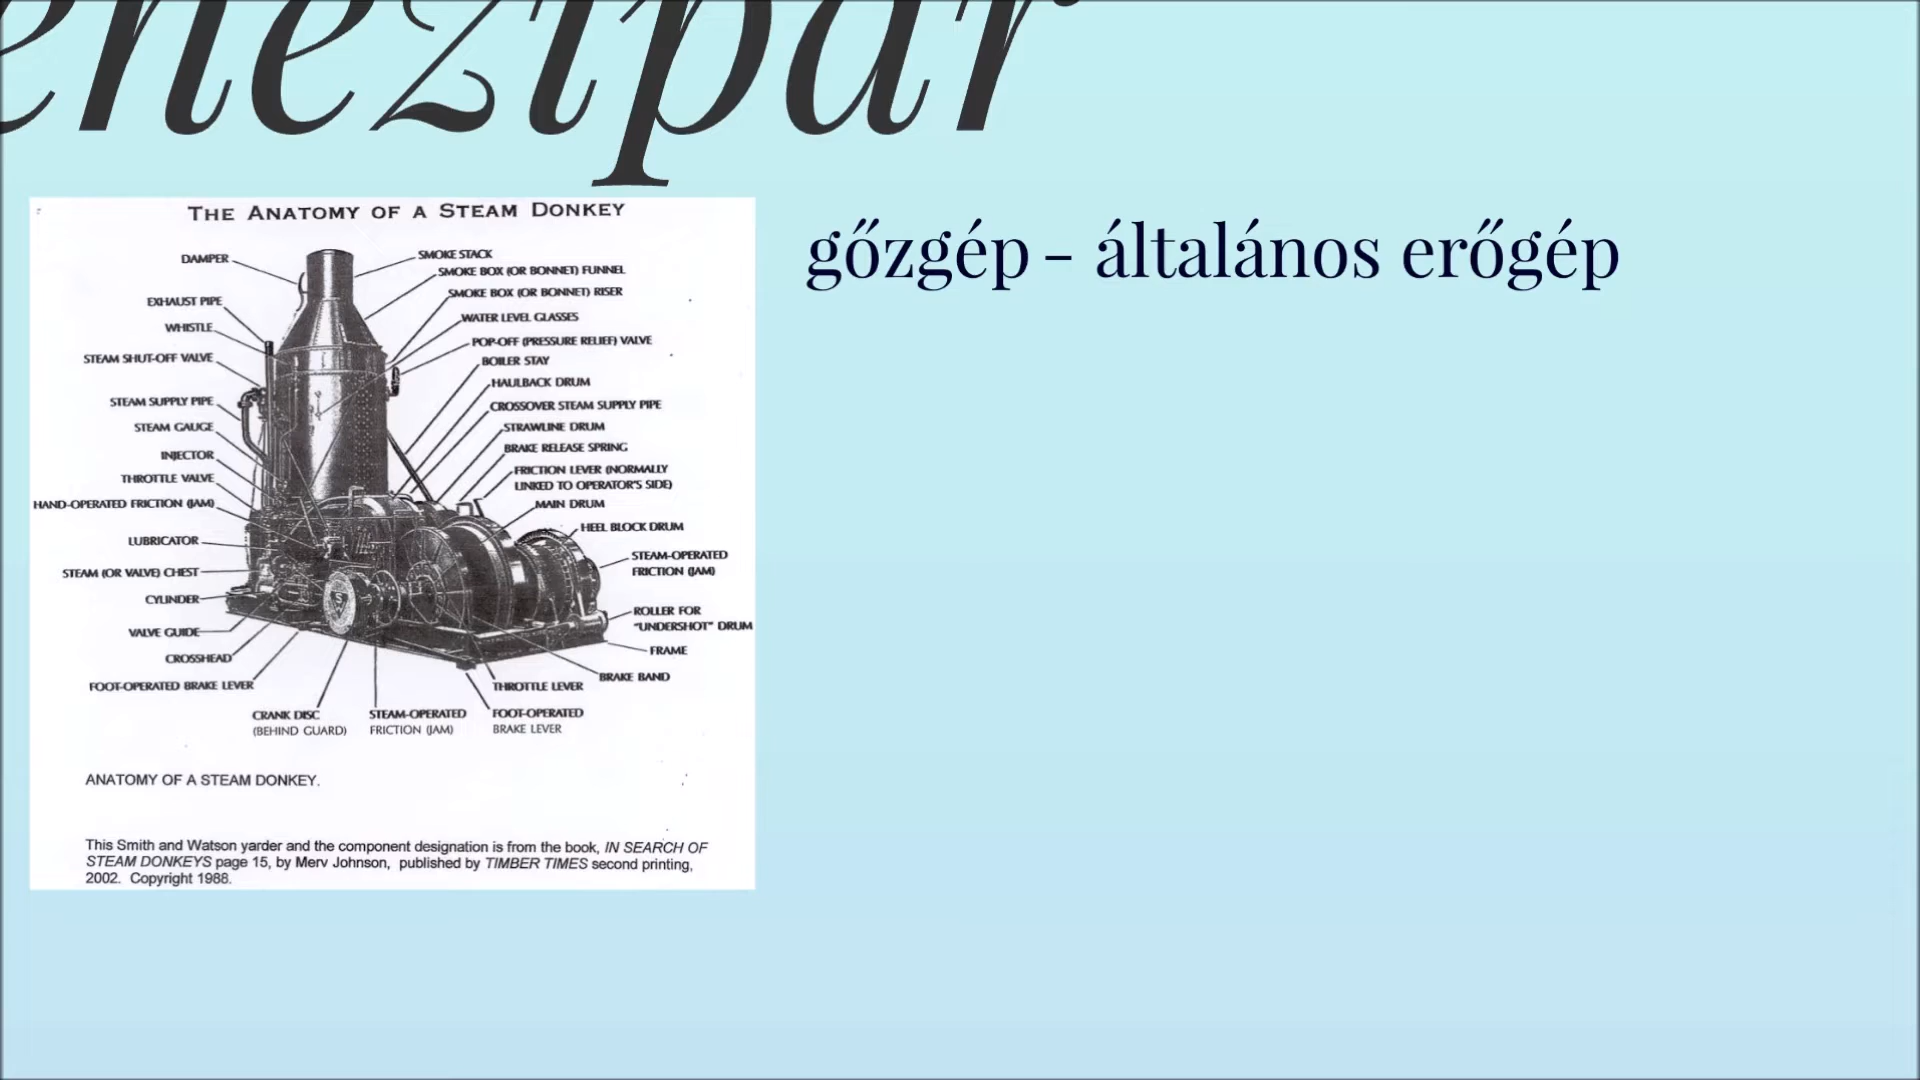 enezipar
THE ANATOMY OF A STEAM DONKEY
gőzgép - általános erőgép
DAMPER
EXHAUST PIPE
WHISTLE
STEAM SHUT-OFF VALVE
STEAM SUPPLY PIPE
STEAM GAUGE
INJECTOR
THROTTLE VALVE
HAND-OPERATED FRICTION (JAM)
LUBRICATOR
STEAM (OR VALVE) CHEST
CYLINDER
VALVE GUIDE
CROSSHEAD
FOOT-OPERATED BRAKE LEVER
SMOKE STACK
SMOKE BOX (OR BONNET) FUNNEL
SMOKE BOX (OR BONNET) RISER
WATER LEVEL GLASSES
POP-OFF (PRESSURE RELIEF) VALVE
BOILER STAY
HAULBACK DRUM
CROSSOVER STEAM SUPPLY PIPE
STRAWLINE DRUM
BRAKE RELEASE SPRING
FRICTION LEVER (NORMALLY
LINKED TO OPERATOR'S SIDE)
MAIN DRUM
HEEL BLOCK DRUM
STEAM-OPERATED
FRICTION (JAM)
ROLLER FOR
"UNDERSHOT" DRUM
FRAME
BRAKE BAND
THROTTLE LEVER
CRANK DISC
(BEHIND GUARD)
STEAM-OPERATED
FRICTION (JAM)
FOOT-OPERATED
BRAKE LEVER
ANATOMY OF A STEAM DONKEY.
This Smith and Watson yarder and the component designation is from the book, IN SEARCH OF
STEAM DONKEYS page 15, by Merv Johnson, published by TIMBER TIMES second printing,
2002. Copyright 1988.